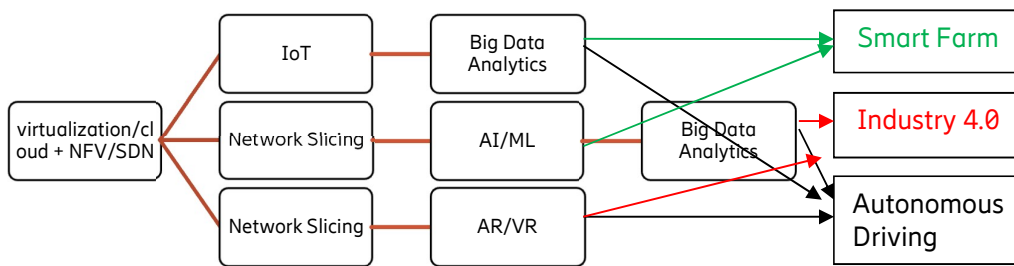 IoT
Big Data
Analytics
Smart Farm
virtualization/cl
oud + NFV/SDN
Network Slicing
AI/ML
Big Data
Analytics
Industry 4.0
Network Slicing
AR/VR
Autonomous
Driving